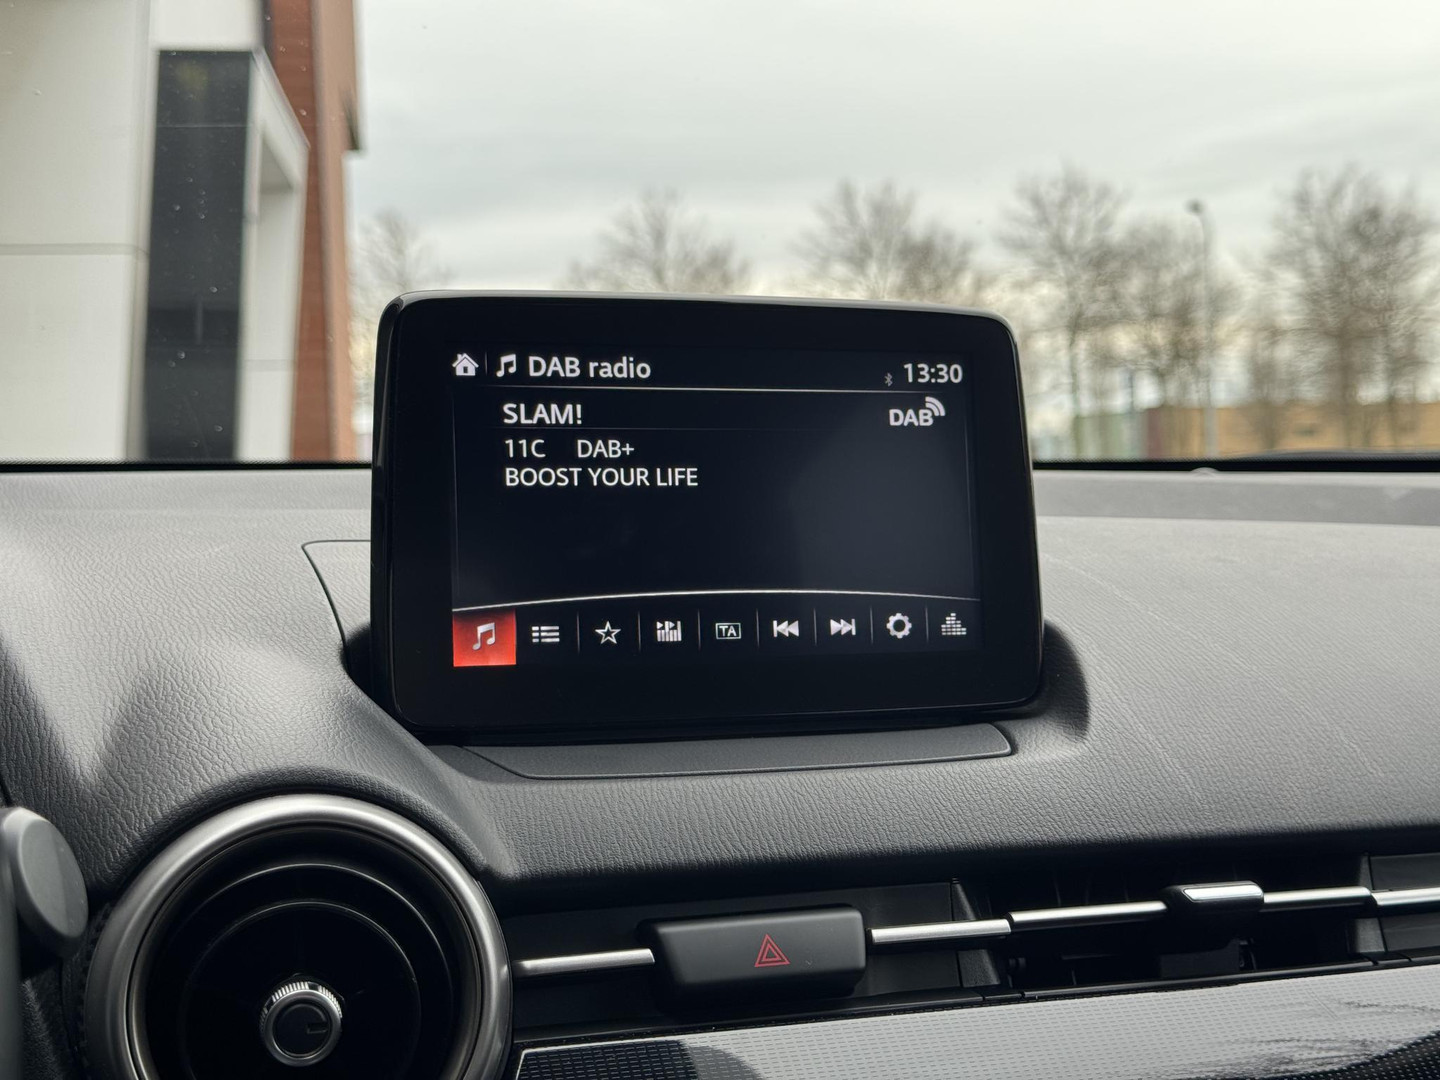 DAB radio
13:30
SLAM!
DAB
11C DAB+
BOOST YOUR LIFE
TA